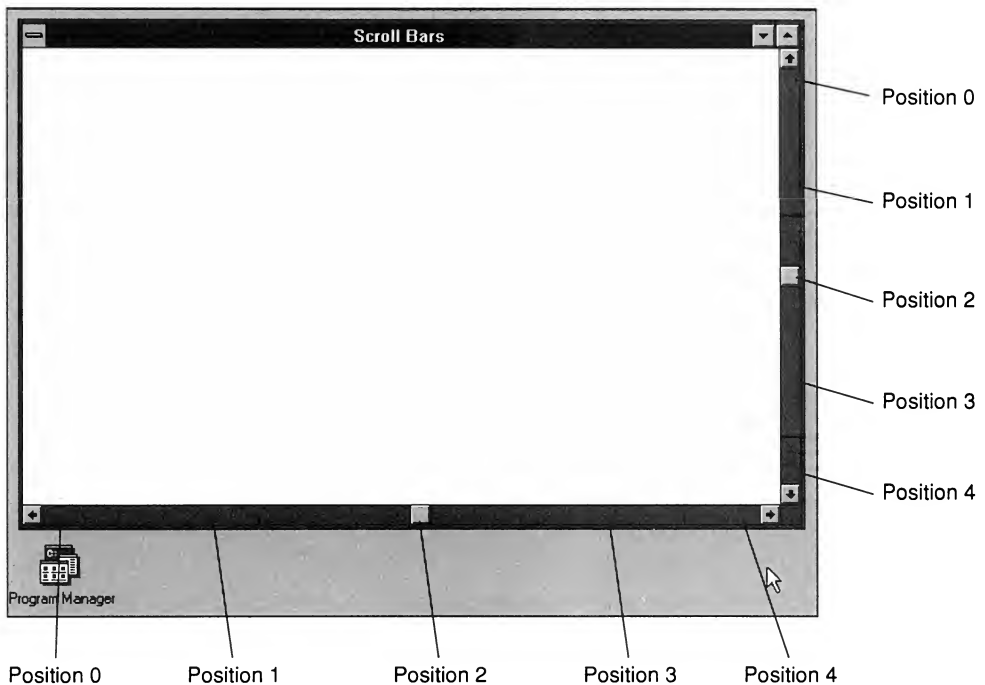 Scroll Bars
Position 0
Position 1
Position 2
Position 3
Position 4
C:\
Program Manager
Position 0 Position 1 Position 2 Position 3 Position 4